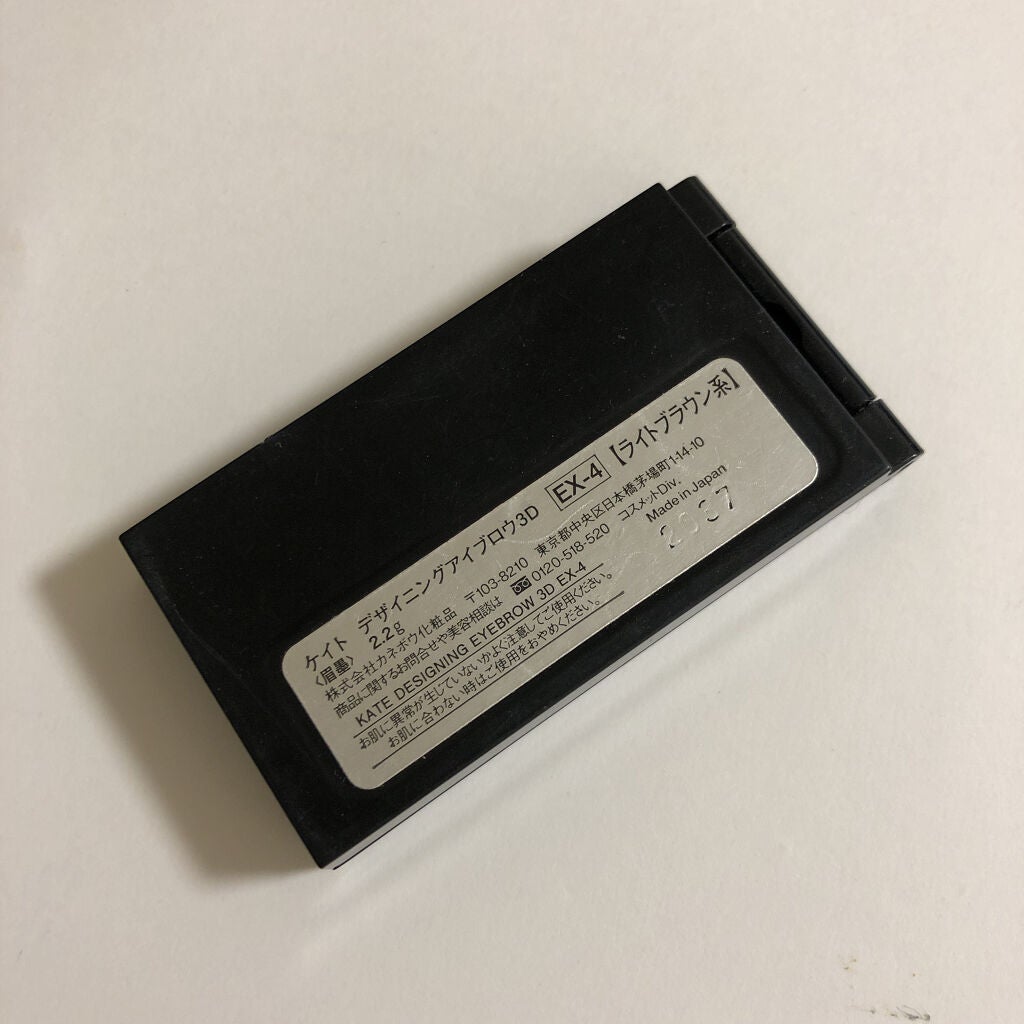 ケイト デザイニングアイブロウ3D EX-4 【ライトブラウン系】
〈眉墨〉 2.2g
株式会社カネボウ化粧品 〒103-8210 東京都中央区日本橋茅場町1-14-10
商品に関するお問合せや美容相談は 0120-518-520 コスメットDiv.
KATE DESIGNING EYEBROW 3D EX-4 Made in Japan
お肌に異常が生じていないかよく注意してご使用ください。
お肌に合わない時はご使用をおやめください。